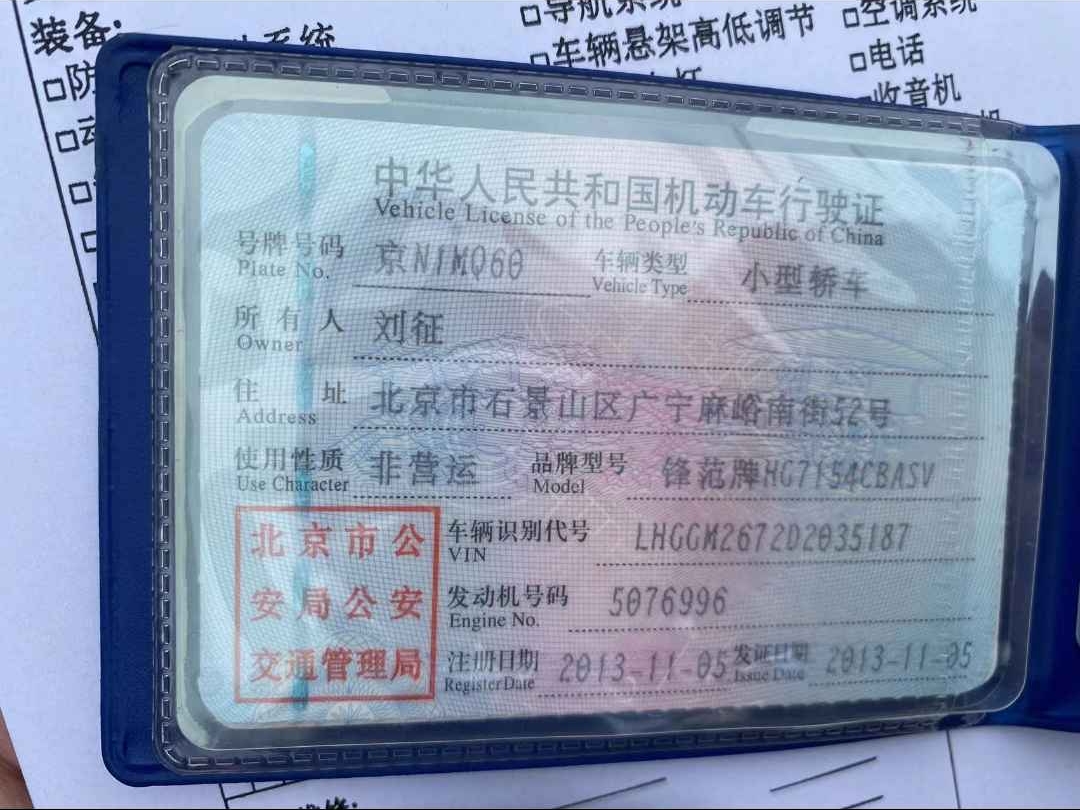 装备:
系统
□导航系统
□空调系统
□车辆悬架高低调节
□电话
□防
收音机
中华人民共和国机动车行驶证
Vehicle License of the People's Republic of China
号牌号码 京N1MQ60 车辆类型 小型轿车
Plate No. Vehicle Type
所有人 刘征
Owner
住址 北京市石景山区广宁麻峪南街52号
Address
使用性质 非营运 品牌型号 锋范牌HG7154CBASV
Use Character Model
北京市公
安局公安
交通管理局
车辆识别代号 LHGGM2672D2035187
VIN
发动机号码 5076996
Engine No.
注册日期 2013-11-05 发证日期 2013-11-05
Register Date Issue Date